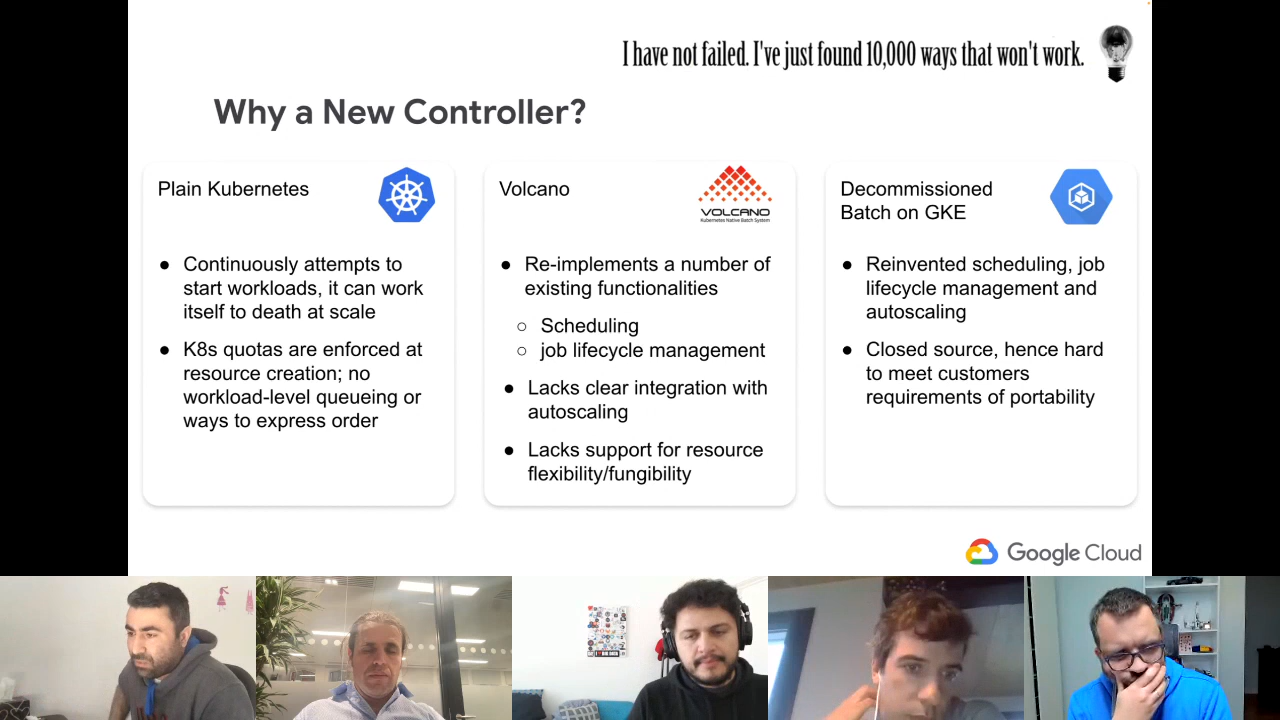 I have not failed. I've just found 10,000 ways that won't work.
Why a New Controller?
Plain Kubernetes
● Continuously attempts to
start workloads, it can work
itself to death at scale
● K8s quotas are enforced at
resource creation; no
workload-level queueing or
ways to express order
Volcano
VOLCANO
Kubernetes Native Batch System
● Re-implements a number of
existing functionalities
○ Scheduling
○ job lifecycle management
● Lacks clear integration with
autoscaling
● Lacks support for resource
flexibility/fungibility
Decommissioned
Batch on GKE
● Reinvented scheduling, job
lifecycle management and
autoscaling
● Closed source, hence hard
to meet customers
requirements of portability
Google Cloud